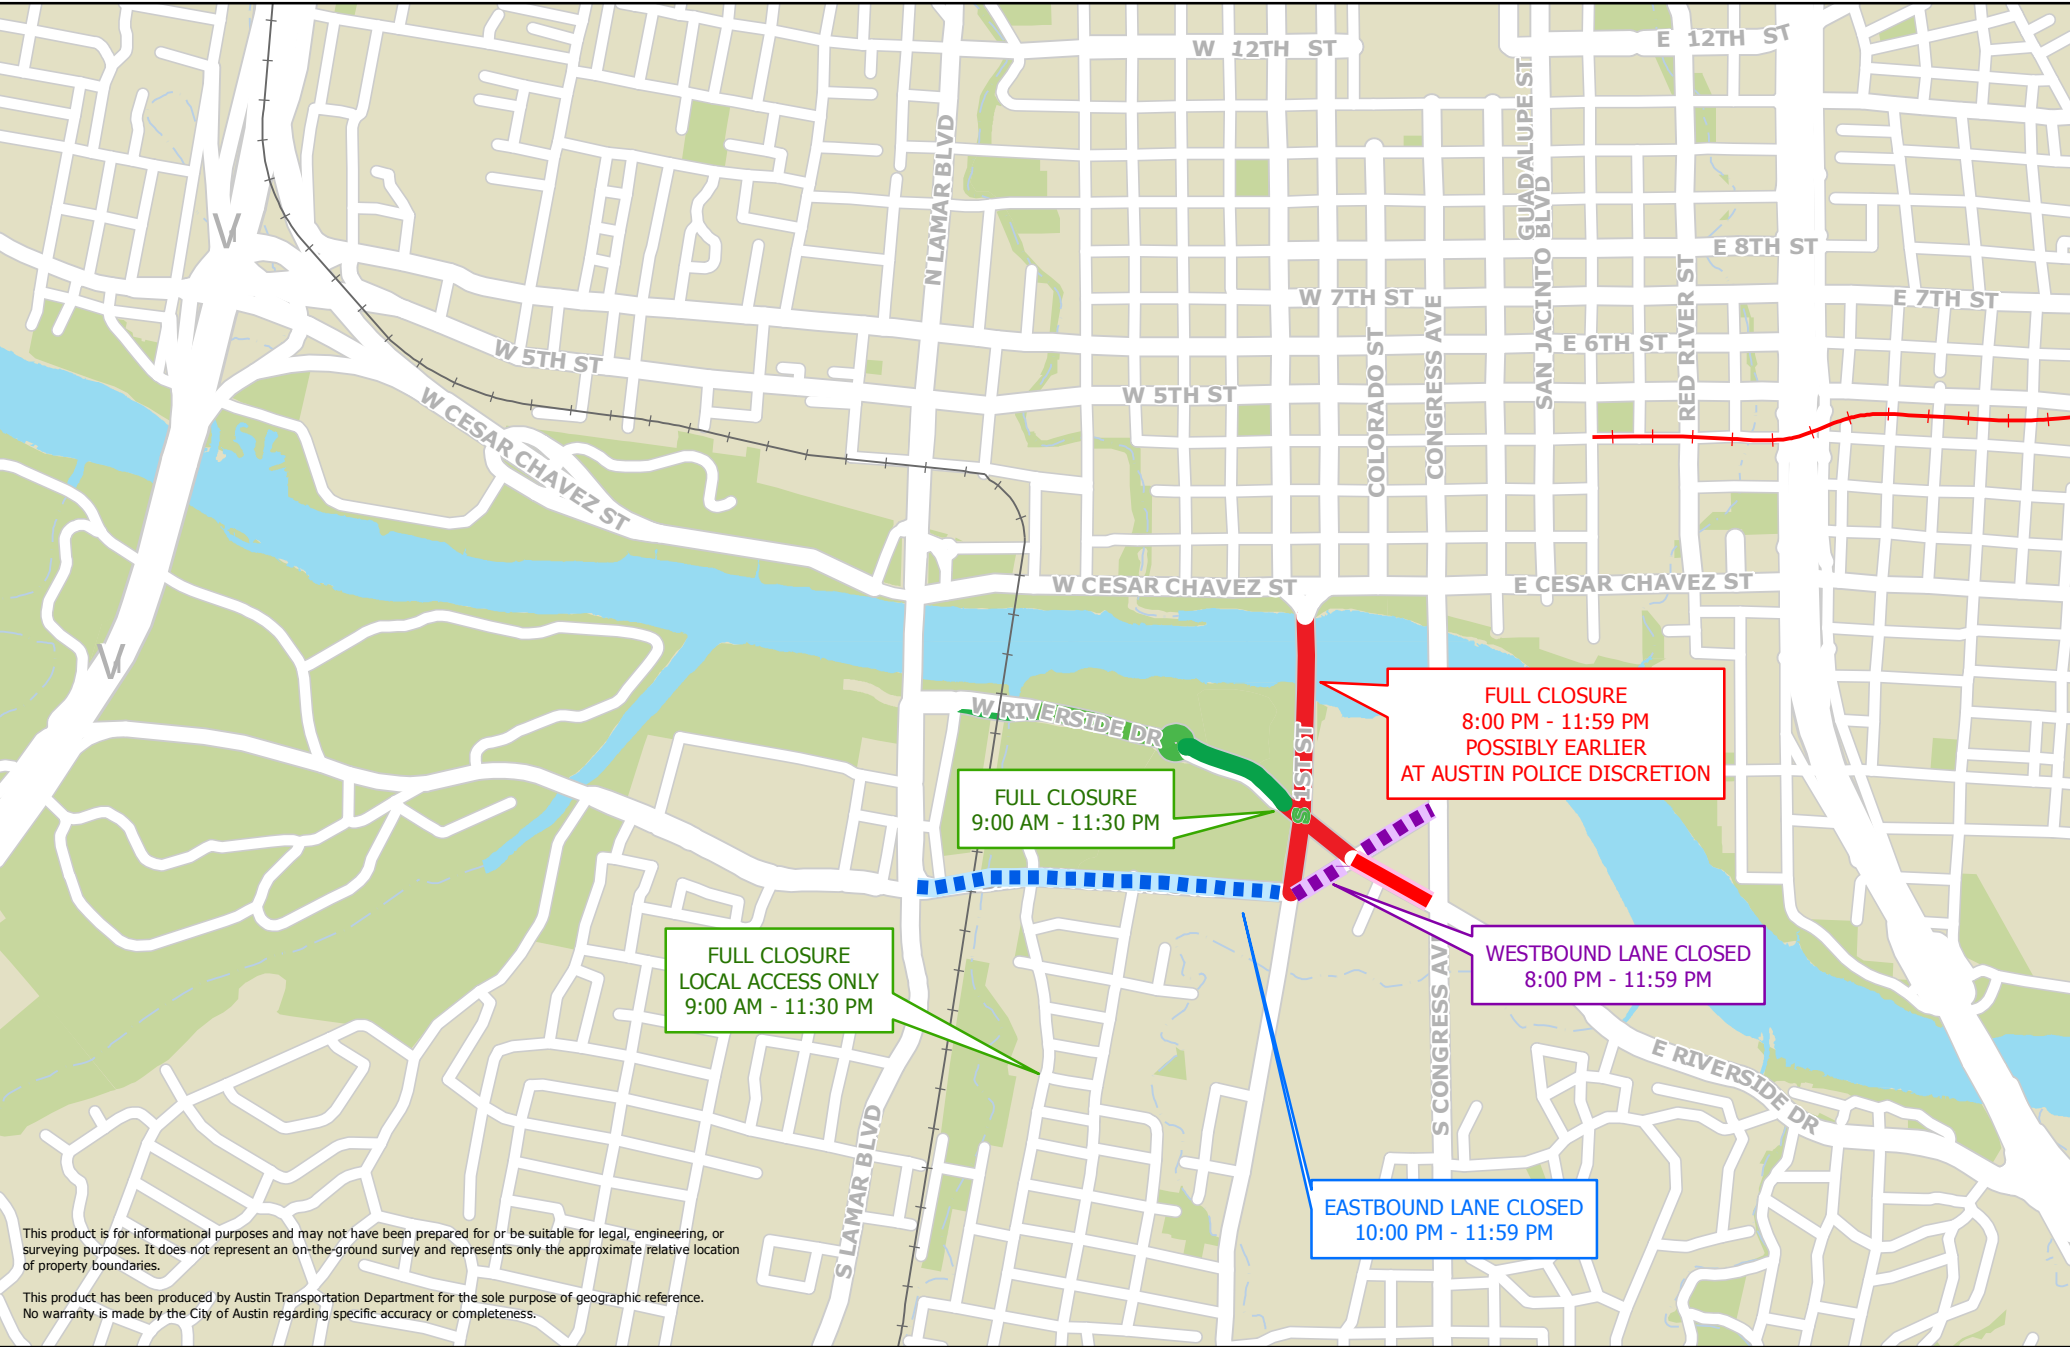 W 12TH ST
E 12TH ST
N LAMAR BLVD
GUADALUPE ST
SAN JACINTO BLVD
E 8TH ST
RED RIVER ST
W 7TH ST
E 7TH ST
CONGRESS AVE
COLORADO ST
E 6TH ST
W 5TH ST
W 5TH ST
W CESAR CHAVEZ ST
W CESAR CHAVEZ ST
E CESAR CHAVEZ ST
W RIVERSIDE DR
S 1ST ST
FULL CLOSURE
8:00 PM - 11:59 PM
POSSIBLY EARLIER
AT AUSTIN POLICE DISCRETION
FULL CLOSURE
9:00 AM - 11:30 PM
FULL CLOSURE
LOCAL ACCESS ONLY
9:00 AM - 11:30 PM
WESTBOUND LANE CLOSED
8:00 PM - 11:59 PM
S CONGRESS AV
E RIVERSIDE DR
S LAMAR BLVD
EASTBOUND LANE CLOSED
10:00 PM - 11:59 PM
This product is for informational purposes and may not have been prepared for or be suitable for legal, engineering, or
surveying purposes. It does not represent an on-the-ground survey and represents only the approximate relative location
of property boundaries.
This product has been produced by Austin Transportation Department for the sole purpose of geographic reference.
No warranty is made by the City of Austin regarding specific accuracy or completeness.